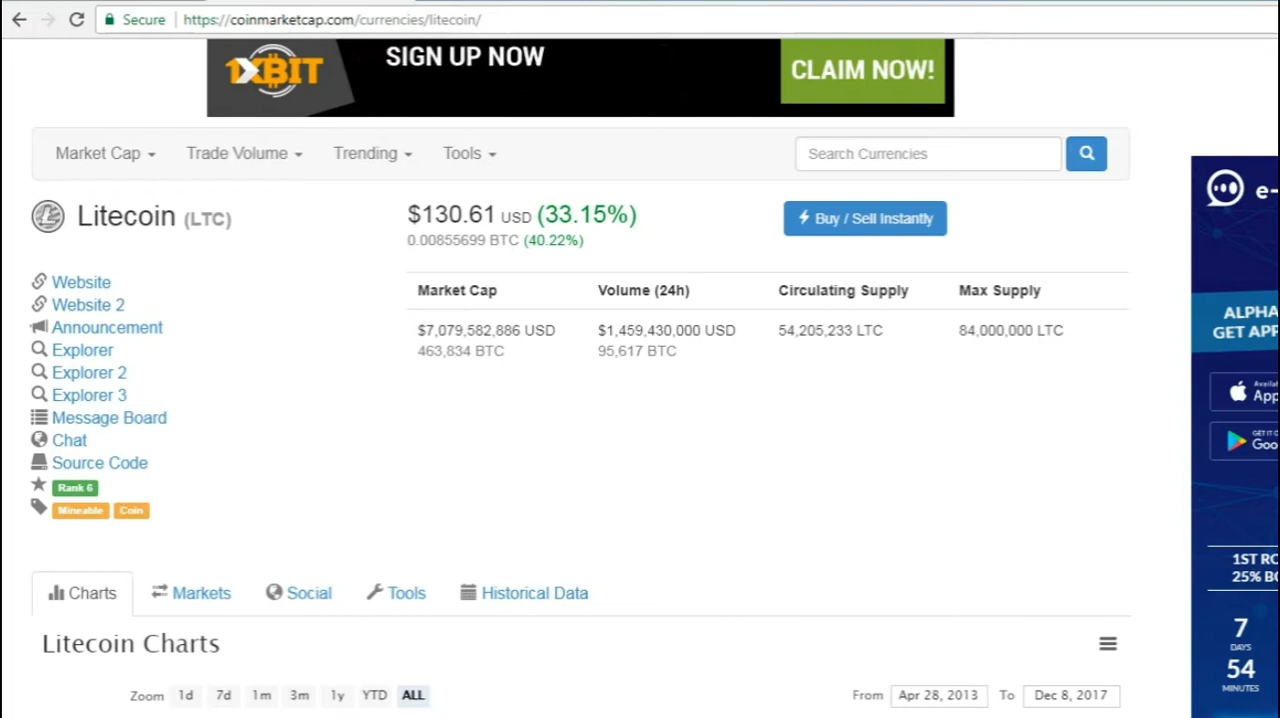 Secure https://coinmarketcap.com/currencies/litecoin/
1XBIT SIGN UP NOW CLAIM NOW!
Market Cap Trade Volume Trending Tools Search Currencies
Litecoin (LTC) $130.61 USD (33.15%) Buy / Sell Instantly
0.00855699 BTC (40.22%)
Website
Website 2
Announcement
Explorer
Explorer 2
Explorer 3
Message Board
Chat
Source Code
Rank 6
Mineable Coin
Market Cap Volume (24h) Circulating Supply Max Supply
$7,079,582,886 USD $1,459,430,000 USD 54,205,233 LTC 84,000,000 LTC
463,834 BTC 95,617 BTC
Charts Markets Social Tools Historical Data
Litecoin Charts
Zoom 1d 7d 1m 3m 1y YTD ALL From Apr 28, 2013 To Dec 8, 2017
e-
ALPHA
GET APP
App
GET IT
Goo
1ST RO
25% BO
7
DAYS
54
MINUTES